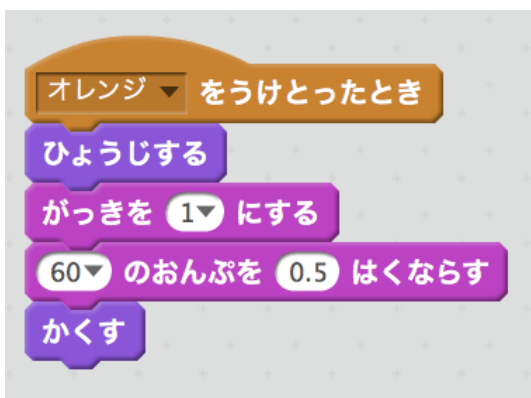 オレンジ をうけとったとき
ひょうじする
がっきを 1 にする
60 のおんぷを 0.5 はくならす
かくす